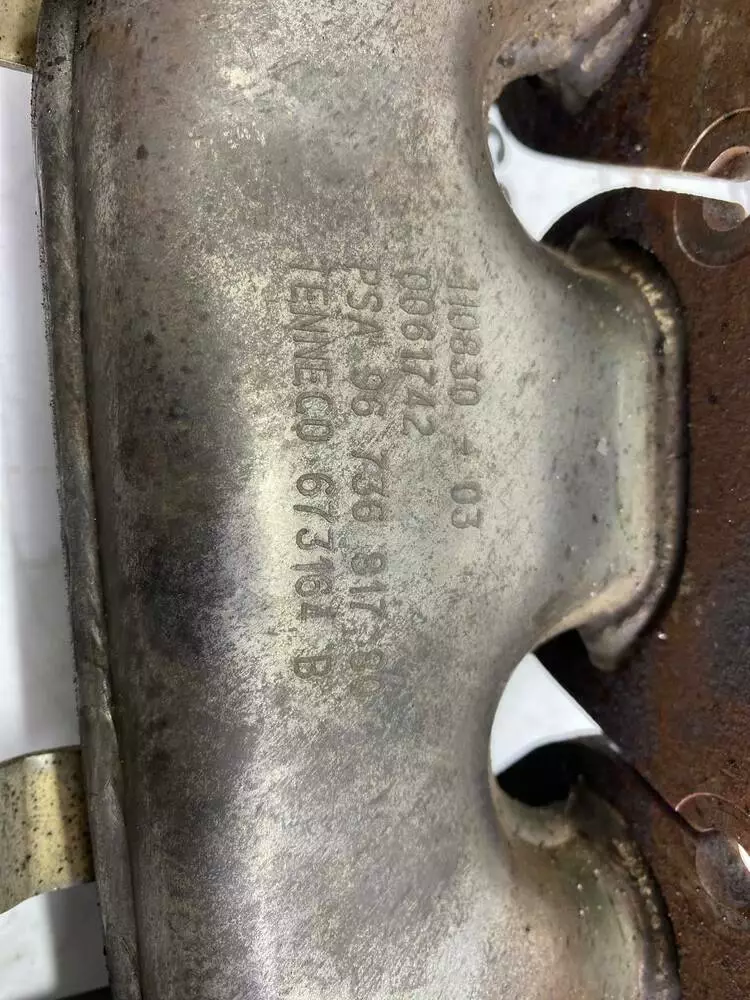 110830 - 03
0061742
PSA 96 736 817 80
TENNECO 673164 B